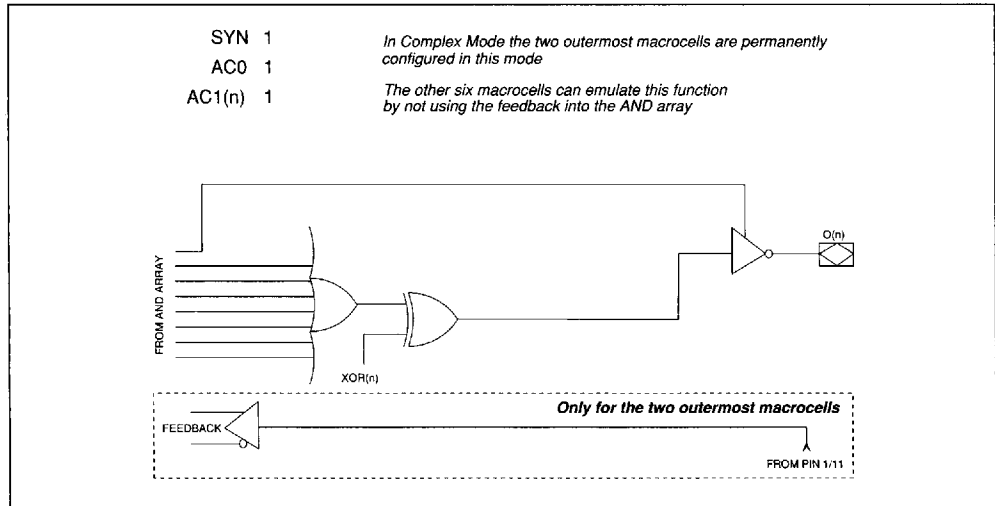 SYN 1
AC0 1
AC1(n) 1
In Complex Mode the two outermost macrocells are permanently
configured in this mode
The other six macrocells can emulate this function
by not using the feedback into the AND array
FROM AND ARRAY
O(n)
XOR(n)
Only for the two outermost macrocells
FEEDBACK
FROM PIN 1/11